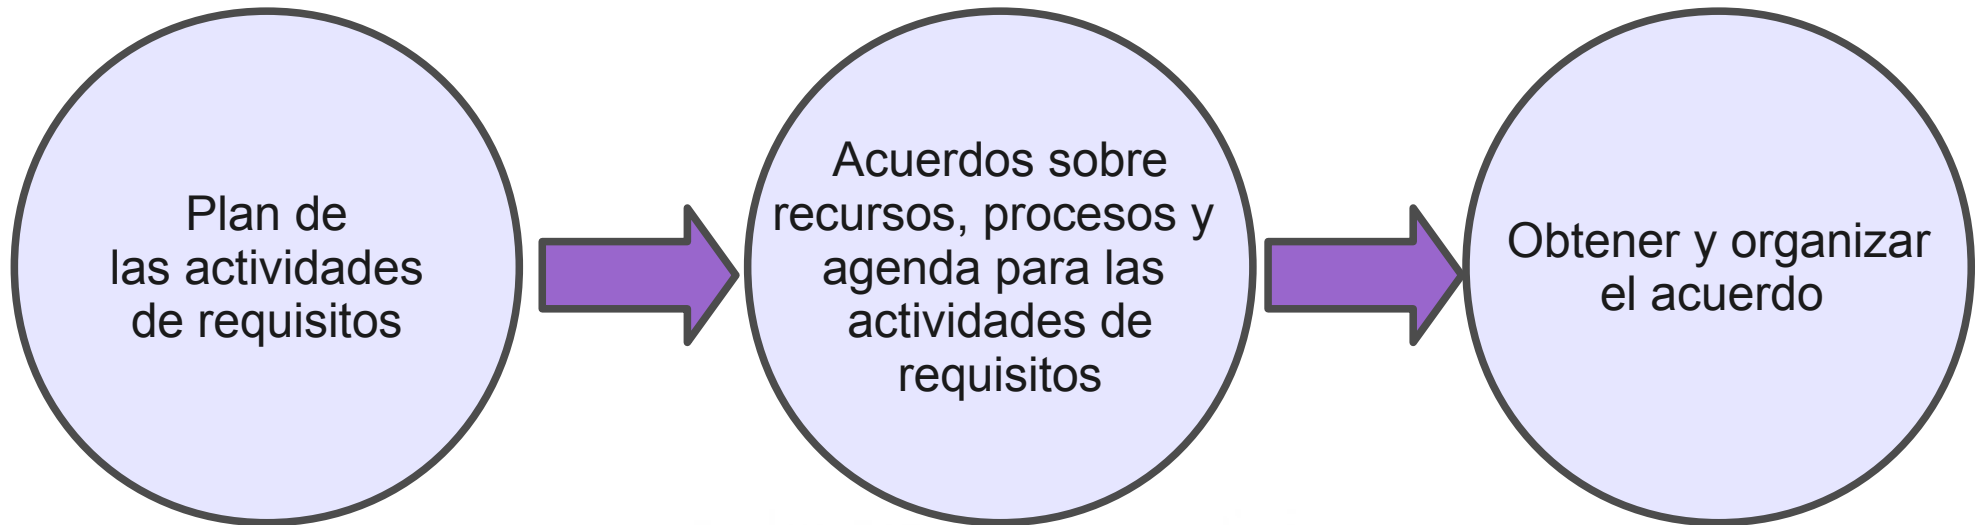 Plan de
las actividades
de requisitos
Acuerdos sobre
recursos, procesos y
agenda para las
actividades de
requisitos
Obtener y organizar
el acuerdo